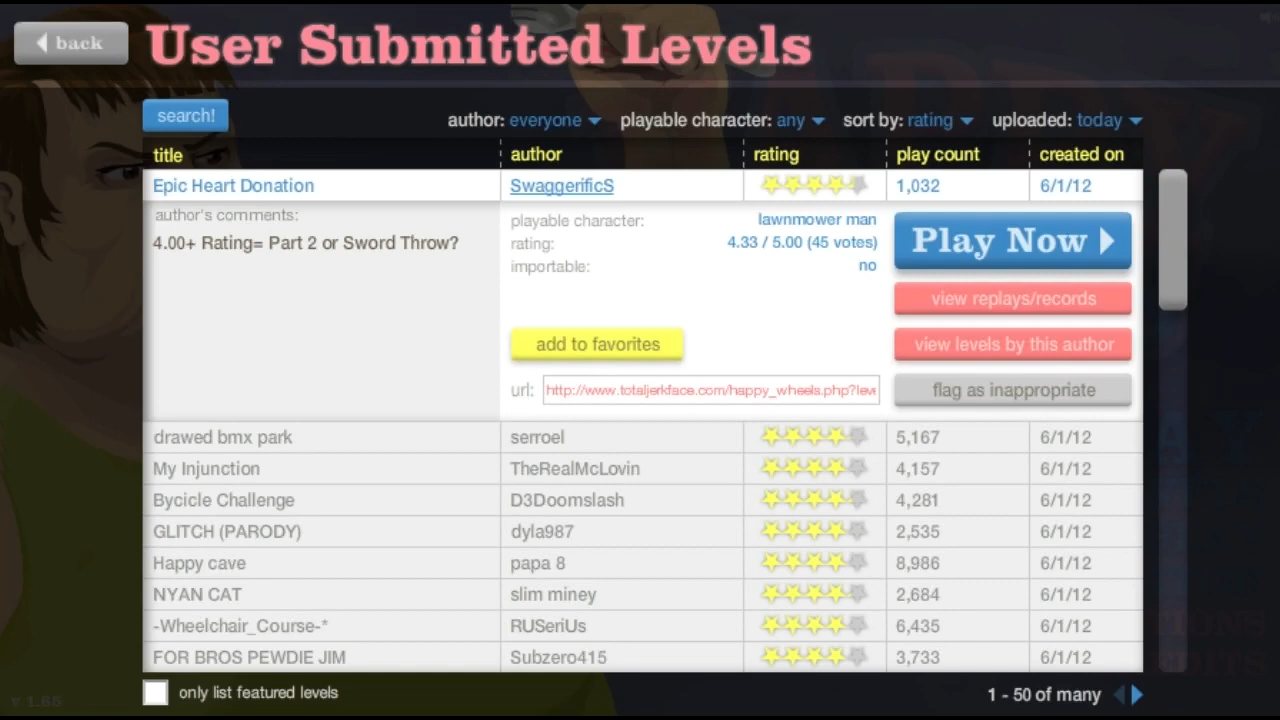 back
User Submitted Levels
search!
author: everyone playable character: any sort by: rating uploaded: today
title author rating play count created on
Epic Heart Donation SwaggerificS 1,032 6/1/12
author's comments:
4.00+ Rating= Part 2 or Sword Throw?
playable character: lawnmower man
rating: 4.33 / 5.00 (45 votes)
importable: no
Play Now
view replays/records
add to favorites
view levels by this author
url: http://www.totaljerkface.com/happy_wheels.php?leve
flag as inappropriate
drawed bmx park serroel 5,167 6/1/12
My Injunction TheRealMcLovin 4,157 6/1/12
Bycicle Challenge D3Doomslash 4,281 6/1/12
GLITCH (PARODY) dyla987 2,535 6/1/12
Happy cave papa 8 8,986 6/1/12
NYAN CAT slim miney 2,684 6/1/12
-Wheelchair_Course-* RUSeriUs 6,435 6/1/12
FOR BROS PEWDIE JIM Subzero415 3,733 6/1/12
only list featured levels
1 - 50 of many